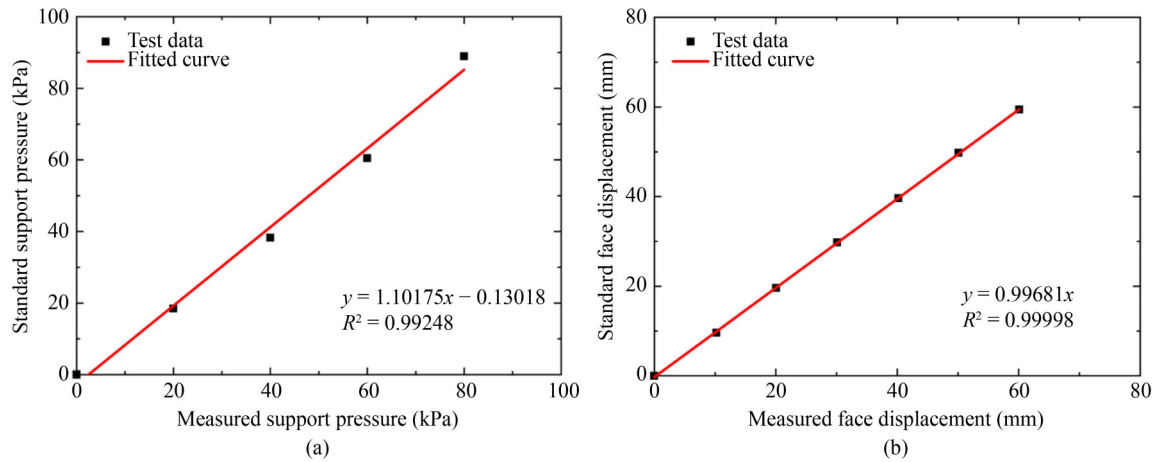 100
80
60
40
20
0
0
20
40
60
80
100
Standard support pressure (kPa)
Measured support pressure (kPa)
Test data
Fitted curve
y = 1.10175x − 0.13018
R² = 0.99248
(a)
80
60
40
20
0
0
20
40
60
80
Standard face displacement (mm)
Measured face displacement (mm)
Test data
Fitted curve
y = 0.99681x
R² = 0.99998
(b)